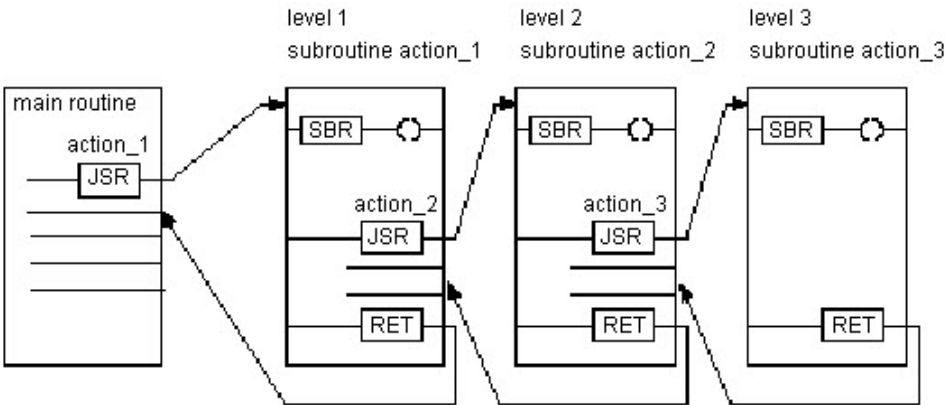 level 1
subroutine action_1
level 2
subroutine action_2
level 3
subroutine action_3
main routine
action_1
JSR
SBR
action_2
JSR
RET
SBR
action_3
JSR
RET
SBR
RET